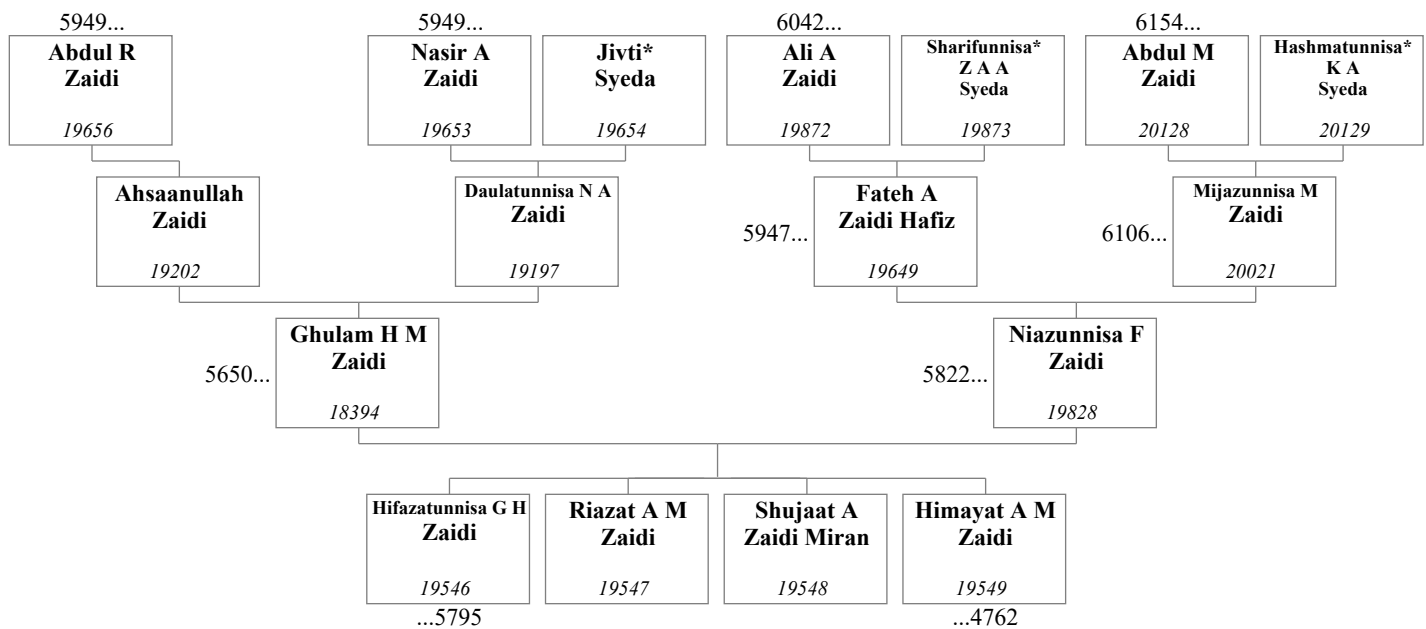 5949...
5949...
6042...
6154...
Abdul R
Zaidi
19656
Nasir A
Zaidi
19653
Jivti*
Syeda
19654
Ali A
Zaidi
19872
Sharifunnisa*
Z A A
Syeda
19873
Abdul M
Zaidi
20128
Hashmatunnisa*
K A
Syeda
20129
Ahsaanullah
Zaidi
19202
Daulatunnisa N A
Zaidi
19197
5947...
Fateh A
Zaidi Hafiz
19649
6106...
Mijazunnisa M
Zaidi
20021
5650...
Ghulam H M
Zaidi
18394
5822...
Niazunnisa F
Zaidi
19828
Hifazatunnisa G H
Zaidi
19546
Riazat A M
Zaidi
19547
Shujaat A
Zaidi Miran
19548
Himayat A M
Zaidi
19549
...5795
...4762